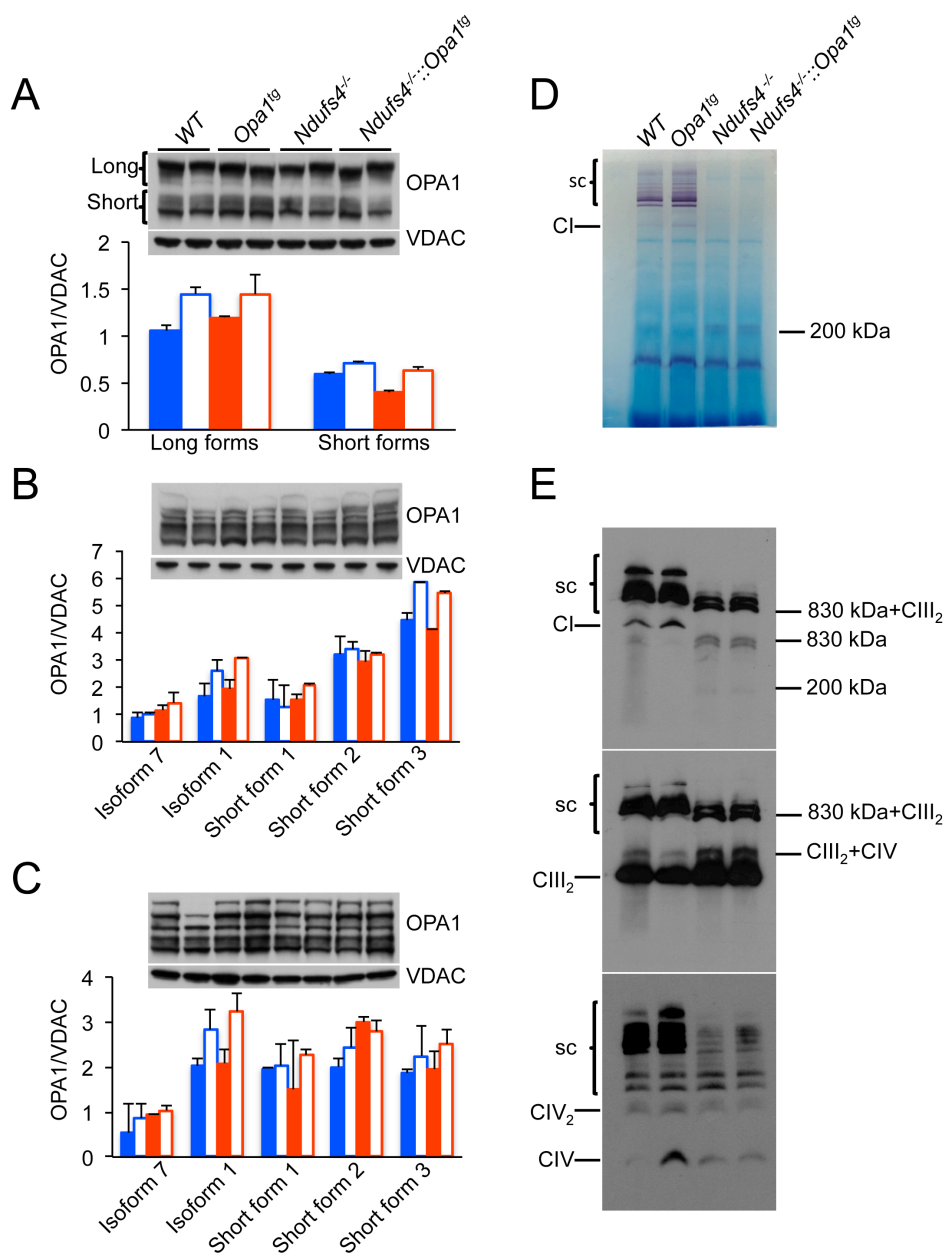 A
WT
Opa1tg
Ndufs4-/-
Ndufs4-/-::Opa1tg
Long
Short
OPA1
VDAC
OPA1/VDAC
2
1.5
1
0.5
0
Long forms
Short forms
B
OPA1
VDAC
OPA1/VDAC
7
6
5
4
3
2
1
0
Isoform 7
Isoform 1
Short form 1
Short form 2
Short form 3
C
OPA1
VDAC
OPA1/VDAC
4
3
2
1
0
Isoform 7
Isoform 1
Short form 1
Short form 2
Short form 3
D
WT
Opa1tg
Ndufs4 -/-
Ndufs4-/-::Opa1tg
sc
CI
200 kDa
E
sc
CI
830 kDa+CIII2
830 kDa
200 kDa
sc
CIII2
830 kDa+CIII2
CIII2+CIV
sc
CIV2
CIV